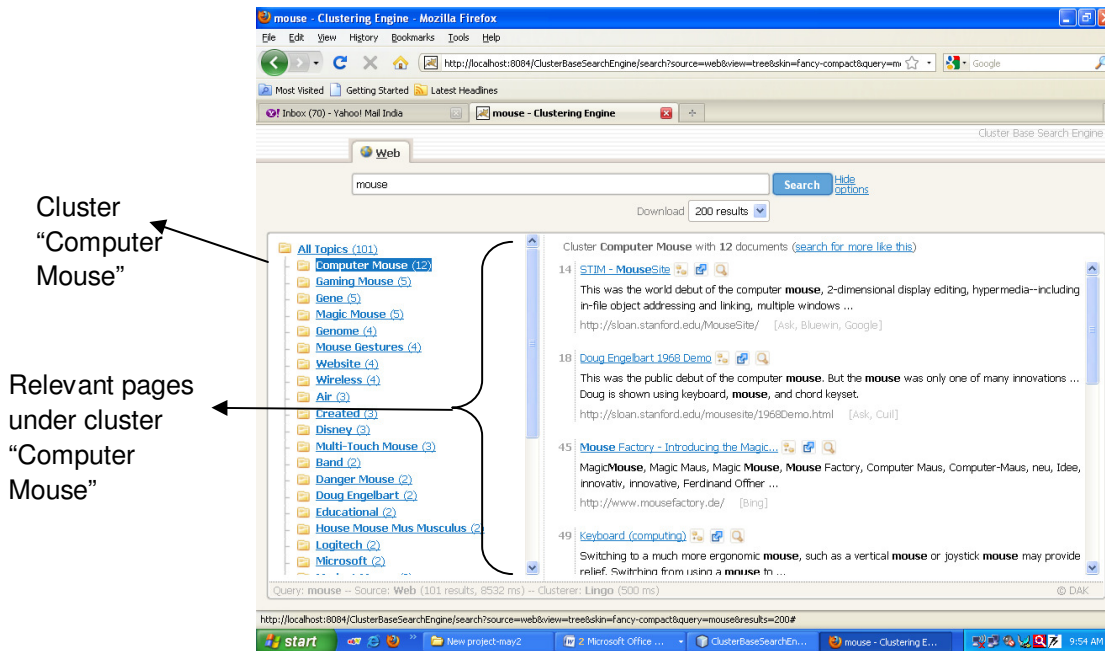 mouse - Clustering Engine - Mozilla Firefox
File Edit View History Bookmarks Tools Help
http://localhost:8084/ClusterBaseSearchEngine/search?source=web&view=tree&skin=fancy-compact&query=m
Google
Most Visited Getting Started Latest Headlines
Y! Inbox (70) - Yahoo! Mail India
mouse - Clustering Engine
Cluster Base Search Engine
Web
mouse
Search
Hide
options
Download 200 results
Cluster
“Computer
Mouse”
Relevant pages
under cluster
“Computer
Mouse”
All Topics (101)
Computer Mouse (12)
Gaming Mouse (5)
Gene (5)
Magic Mouse (5)
Genome (4)
Mouse Gestures (4)
Website (4)
Wireless (4)
Air (3)
Created (3)
Disney (3)
Multi-Touch Mouse (3)
Band (2)
Danger Mouse (2)
Doug Engelbart (2)
Educational (2)
House Mouse Mus Musculus (2)
Logitech (2)
Microsoft (2)
Cluster Computer Mouse with 12 documents (search for more like this)
14 STIM - MouseSite
This was the world debut of the computer mouse, 2-dimensional display editing, hypermedia--including
in-file object addressing and linking, multiple windows ...
http://sloan.stanford.edu/MouseSite/ [Ask, Bluewin, Google]
18 Doug Engelbart 1968 Demo
This was the public debut of the computer mouse. But the mouse was only one of many innovations ...
Doug is shown using keyboard, mouse, and chord keyset.
http://sloan.stanford.edu/mousesite/1968Demo.html [Ask, Cuil]
45 Mouse Factory - Introducing the Magic...
MagicMouse, Magic Maus, Magic Mouse, Mouse Factory, Computer Maus, Computer-Maus, neu, Idee,
innovativ, innovative, Ferdinand Offner ...
http://www.mousefactory.de/ [Bing]
49 Keyboard (computing)
Switching to a much more ergonomic mouse, such as a vertical mouse or joystick mouse may provide
relief. Switching from using a mouse to ...
Query: mouse -- Source: Web (101 results, 8532 ms) -- Clusterer: Lingo (500 ms)
© DAK
http://localhost:8084/ClusterBaseSearchEngine/search?source=web&view=tree&skin=fancy-compact&query=mouse&results=200#
start
New project-may2
2 Microsoft Office ...
ClusterBaseSearchEn...
mouse - Clustering E...
9:54 AM